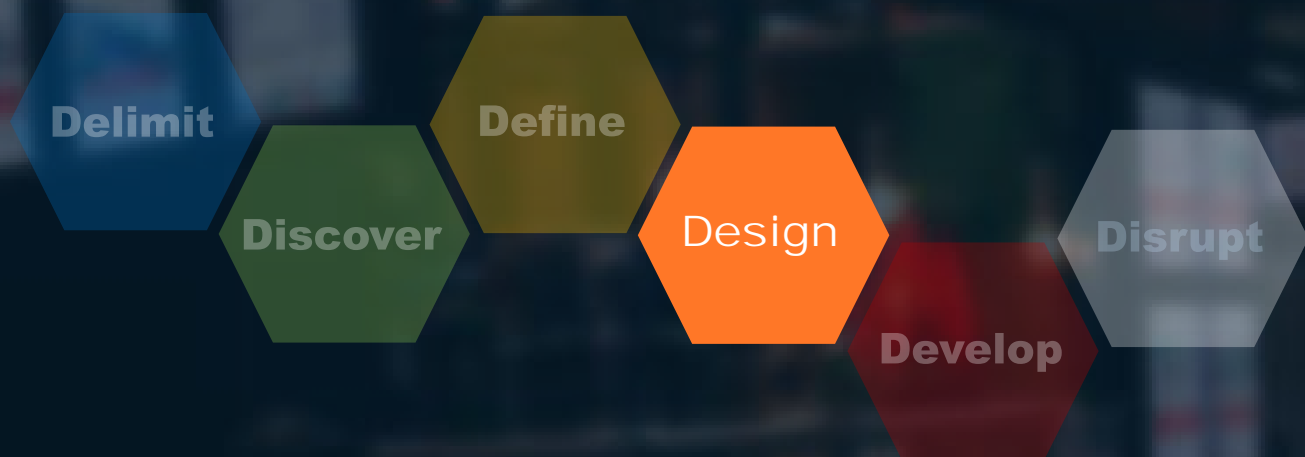 Delimit
Discover
Define
Design
Develop
Disrupt